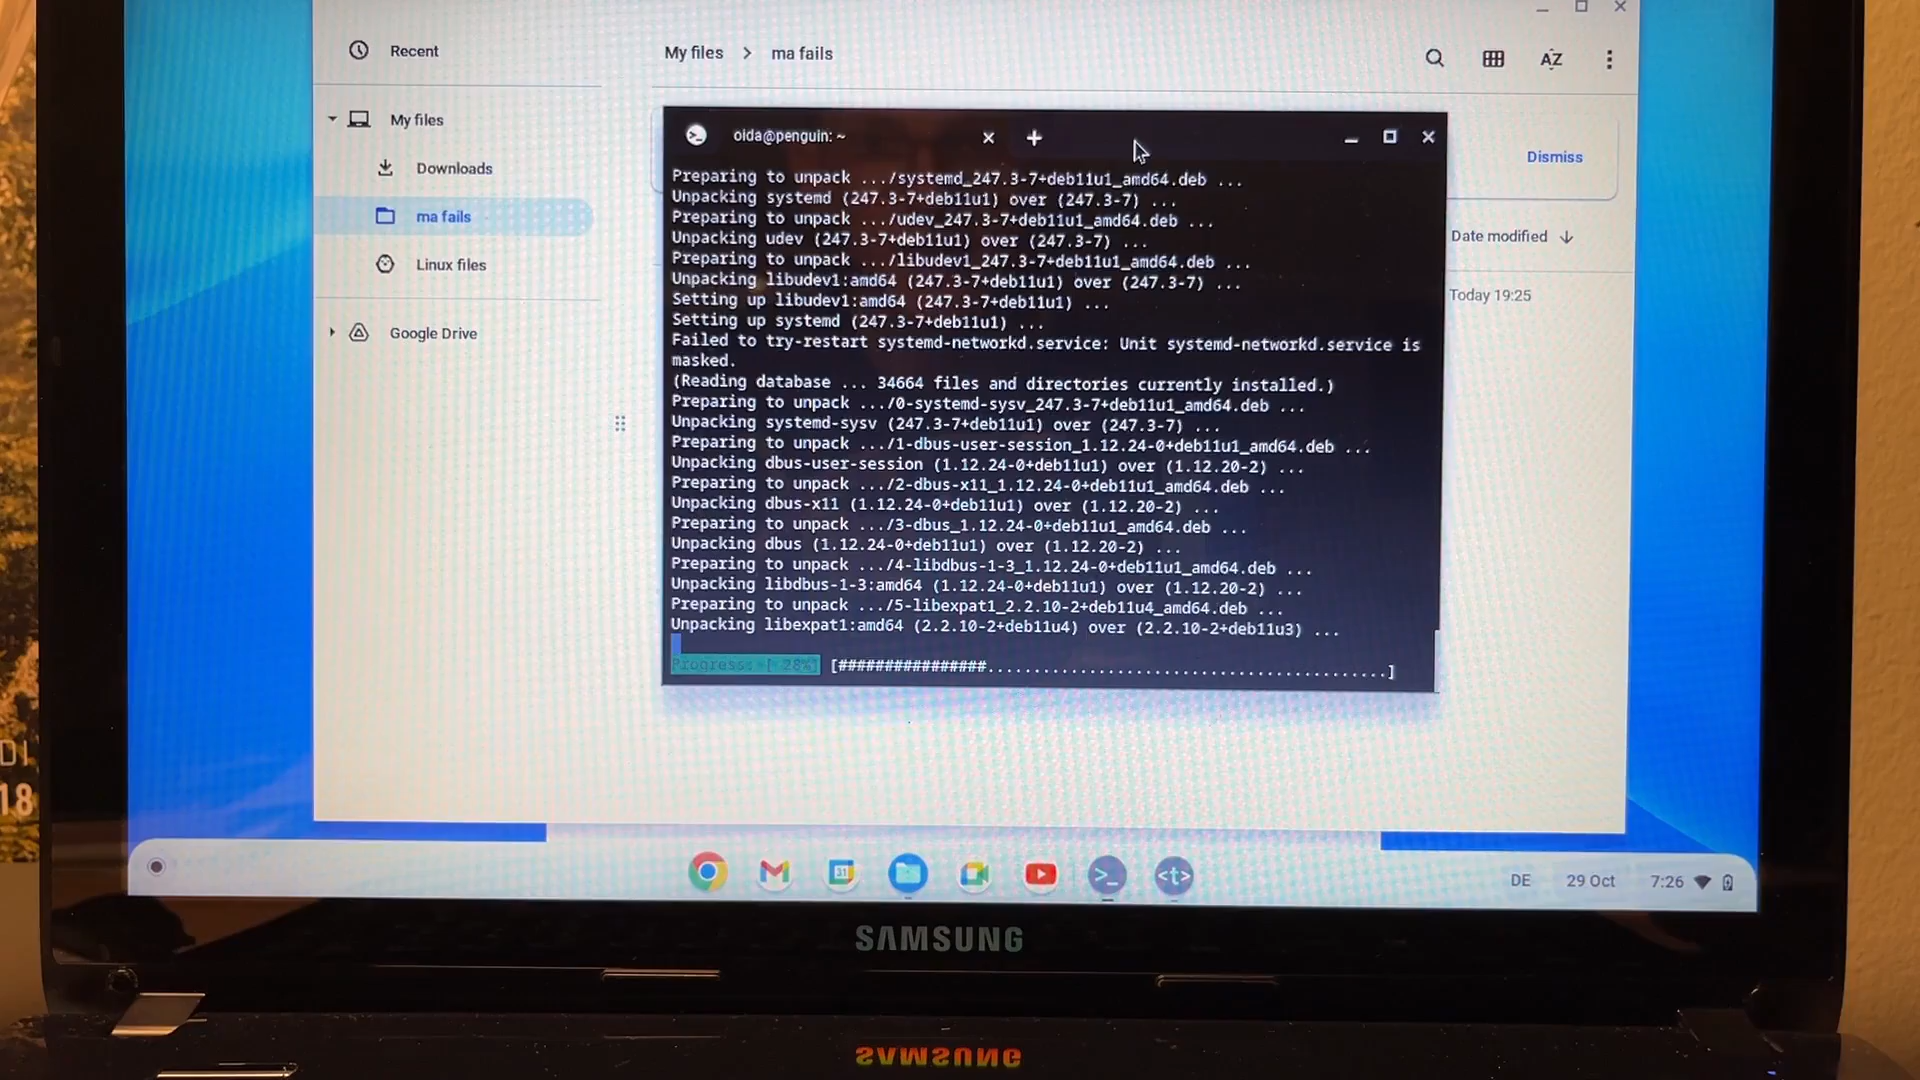 Recent
My files
Downloads
ma fails
Linux files
Google Drive
My files > ma fails
AZ
Dismiss
Date modified
Today 19:25
oida@penguin: ~
Preparing to unpack .../systemd_247.3-7+deb11u1_amd64.deb ...
Unpacking systemd (247.3-7+deb11u1) over (247.3-7) ...
Preparing to unpack .../udev_247.3-7+deb11u1_amd64.deb ...
Unpacking udev (247.3-7+deb11u1) over (247.3-7) ...
Preparing to unpack .../libudev1_247.3-7+deb11u1_amd64.deb ...
Unpacking libudev1:amd64 (247.3-7+deb11u1) over (247.3-7) ...
Setting up libudev1:amd64 (247.3-7+deb11u1) ...
Setting up systemd (247.3-7+deb11u1) ...
Failed to try-restart systemd-networkd.service: Unit systemd-networkd.service is
masked.
(Reading database ... 34664 files and directories currently installed.)
Preparing to unpack .../0-systemd-sysv_247.3-7+deb11u1_amd64.deb ...
Unpacking systemd-sysv (247.3-7+deb11u1) over (247.3-7) ...
Preparing to unpack .../1-dbus-user-session_1.12.24-0+deb11u1_amd64.deb ...
Unpacking dbus-user-session (1.12.24-0+deb11u1) over (1.12.20-2) ...
Preparing to unpack .../2-dbus-x11_1.12.24-0+deb11u1_amd64.deb ...
Unpacking dbus-x11 (1.12.24-0+deb11u1) over (1.12.20-2) ...
Preparing to unpack .../3-dbus_1.12.24-0+deb11u1_amd64.deb ...
Unpacking dbus (1.12.24-0+deb11u1) over (1.12.20-2) ...
Preparing to unpack .../4-libdbus-1-3_1.12.24-0+deb11u1_amd64.deb ...
Unpacking libdbus-1-3:amd64 (1.12.24-0+deb11u1) over (1.12.20-2) ...
Preparing to unpack .../5-libexpat1_2.2.10-2+deb11u4_amd64.deb ...
Unpacking libexpat1:amd64 (2.2.10-2+deb11u4) over (2.2.10-2+deb11u3) ...
Progress: [ 28%] [################..........................................]
31
<t>
DE 29 Oct 7:26
DI
18
SAMSUNG
SAMSUNG